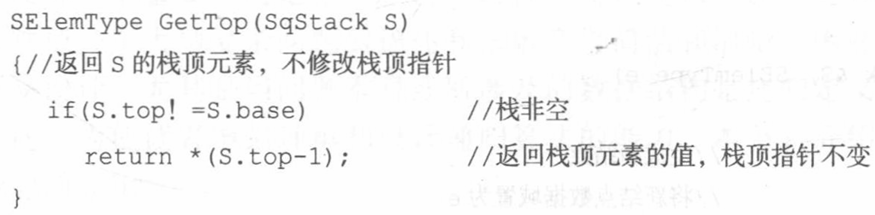 SElemType GetTop(SqStack S)
{//返回S的栈顶元素，不修改栈顶指针
if(S.top! =S.base) //栈非空
return *(S.top-1); //返回栈顶元素的值，栈顶指针不变
}